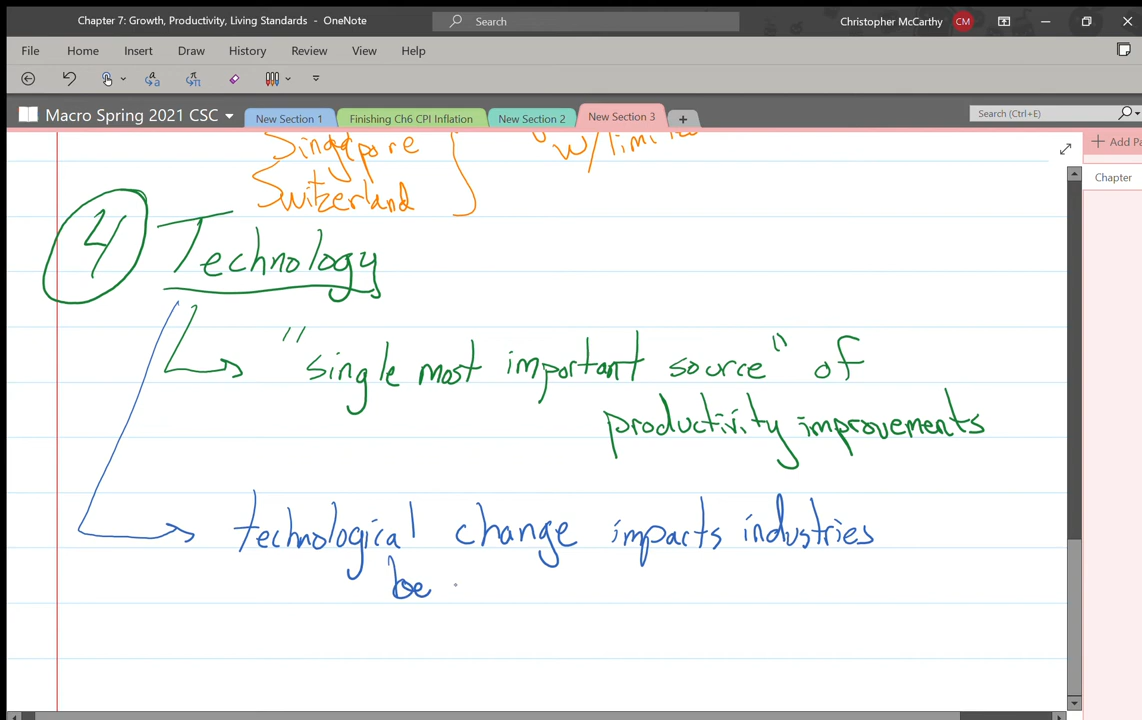 Chapter 7: Growth, Productivity, Living Standards - OneNote
Search
Christopher McCarthy CM
File Home Insert Draw History Review View Help
Macro Spring 2021 CSC
New Section 1 Finishing Ch6 CPI Inflation New Section 2 New Section 3 +
Search (Ctrl+E)
Add Pa
Chapter
Singapore
w/limi
Switzerland
4 Technology
"single most important source" of
productivity improvements
technological change impacts industries
be